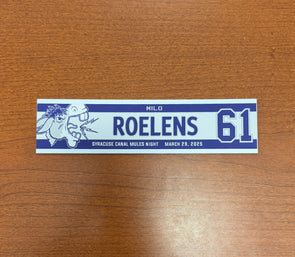 MILO
ROELENS
61
SYRACUSE CANAL MULES NIGHT MARCH 29, 2025